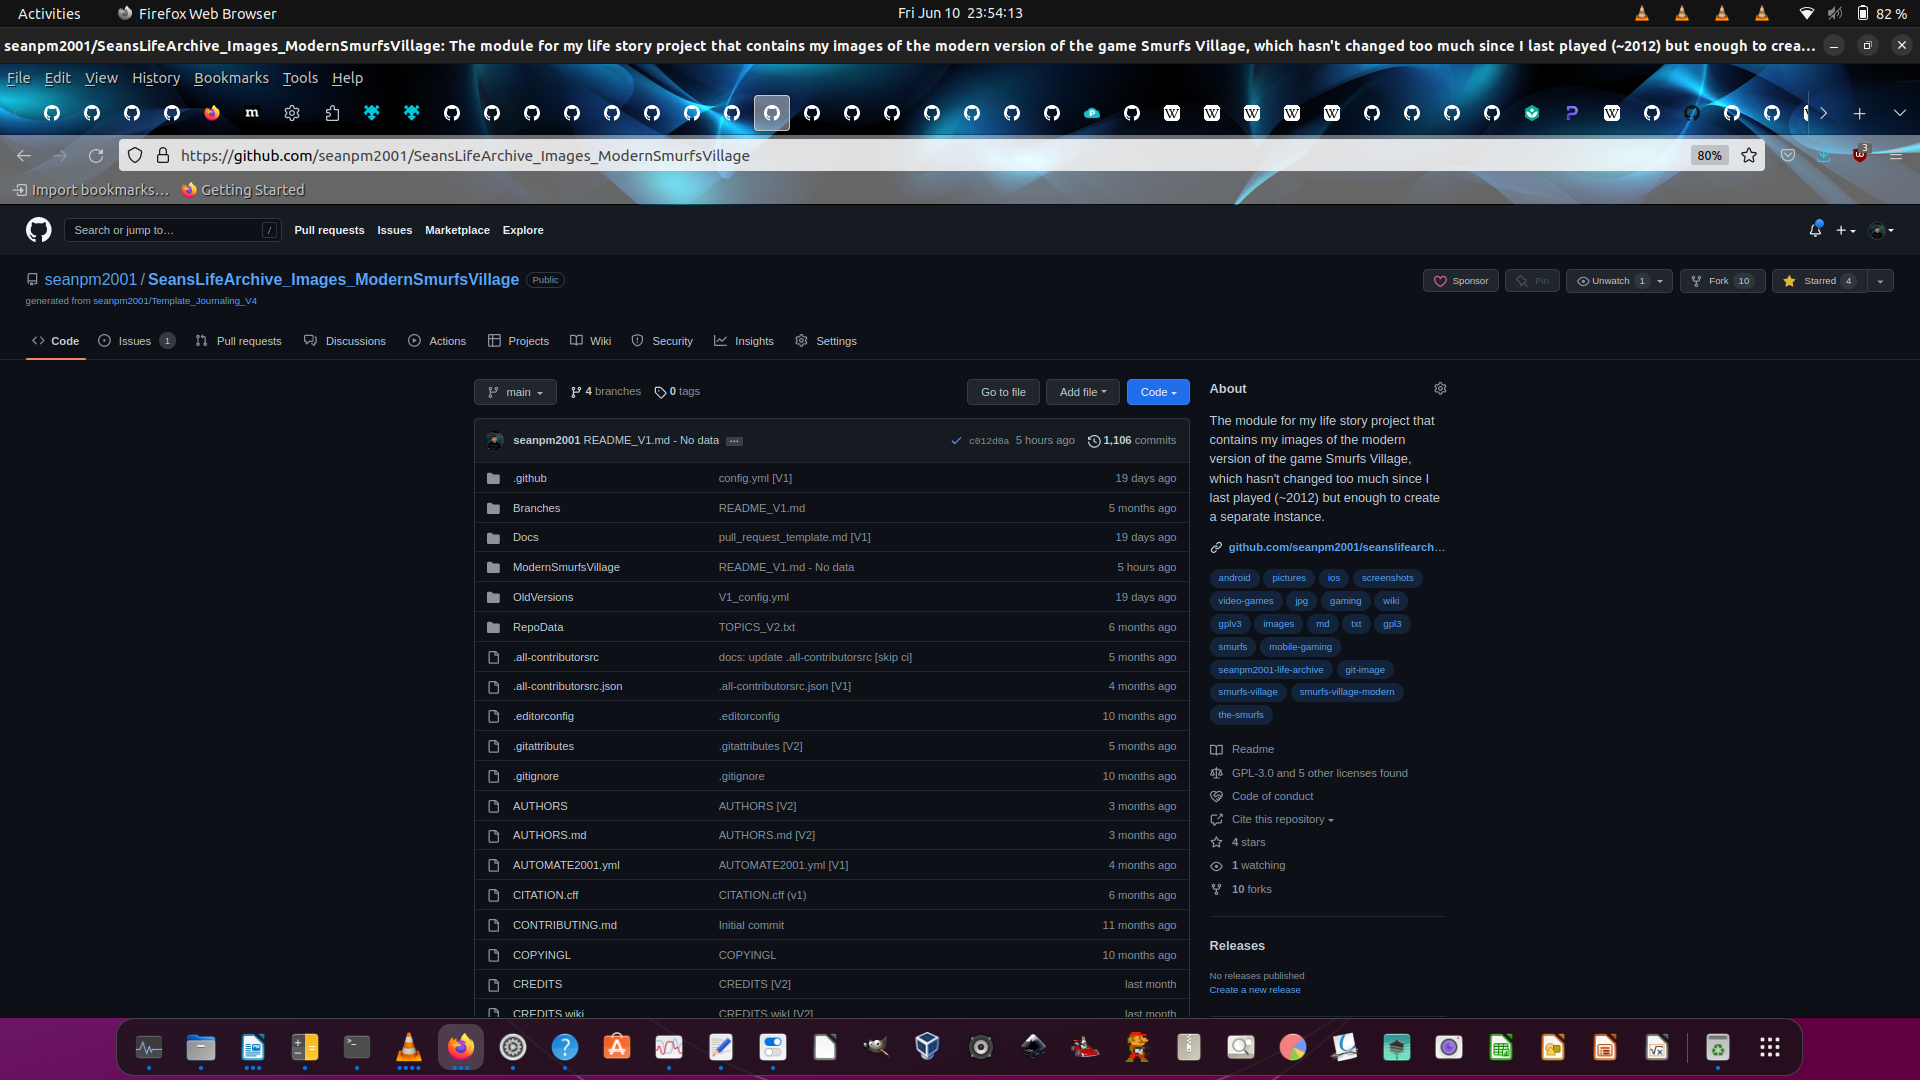 Activities
Firefox Web Browser
Fri Jun 10 23:54:13
82 %
seanpm2001/SeansLifeArchive_Images_ModernSmurfsVillage: The module for my life story project that contains my images of the modern version of the game Smurfs Village, which hasn't changed too much since I last played (~2012) but enough to crea…
File Edit View History Bookmarks Tools Help
https://github.com/seanpm2001/SeansLifeArchive_Images_ModernSmurfsVillage
80%
3
Import bookmarks…
Getting Started
Search or jump to…
/
Pull requests Issues Marketplace Explore
seanpm2001 / SeansLifeArchive_Images_ModernSmurfsVillage
Public
Sponsor
Pin
Unwatch 1
Fork 10
Starred 4
generated from seanpm2001/Template_Journaling_V4
Code
Issues 1
Pull requests
Discussions
Actions
Projects
Wiki
Security
Insights
Settings
main
4 branches
0 tags
Go to file
Add file
Code
seanpm2001 README_V1.md - No data
c012d0a 5 hours ago
1,106 commits
.github config.yml [V1] 19 days ago
Branches README_V1.md 5 months ago
Docs pull_request_template.md [V1] 19 days ago
ModernSmurfsVillage README_V1.md - No data 5 hours ago
OldVersions V1_config.yml 19 days ago
RepoData TOPICS_V2.txt 6 months ago
.all-contributorsrc docs: update .all-contributorsrc [skip ci] 5 months ago
.all-contributorsrc.json .all-contributorsrc.json [V1] 4 months ago
.editorconfig .editorconfig 10 months ago
.gitattributes .gitattributes [V2] 5 months ago
.gitignore .gitignore 10 months ago
AUTHORS AUTHORS [V2] 3 months ago
AUTHORS.md AUTHORS.md [V2] 3 months ago
AUTOMATE2001.yml AUTOMATE2001.yml [V1] 4 months ago
CITATION.cff CITATION.cff (v1) 6 months ago
CONTRIBUTING.md Initial commit 11 months ago
COPYINGL COPYINGL 10 months ago
CREDITS CREDITS [V2] last month
CREDITS.wiki CREDITS.wiki [V2] last month
About
The module for my life story project that
contains my images of the modern
version of the game Smurfs Village,
which hasn't changed too much since I
last played (~2012) but enough to create
a separate instance.
github.com/seanpm2001/seanslifearch…
android pictures ios screenshots
video-games jpg gaming wiki
gplv3 images md txt gpl3
smurfs mobile-gaming
seanpm2001-life-archive git-image
smurfs-village smurfs-village-modern
the-smurfs
Readme
GPL-3.0 and 5 other licenses found
Code of conduct
Cite this repository
4 stars
1 watching
10 forks
Releases
No releases published
Create a new release